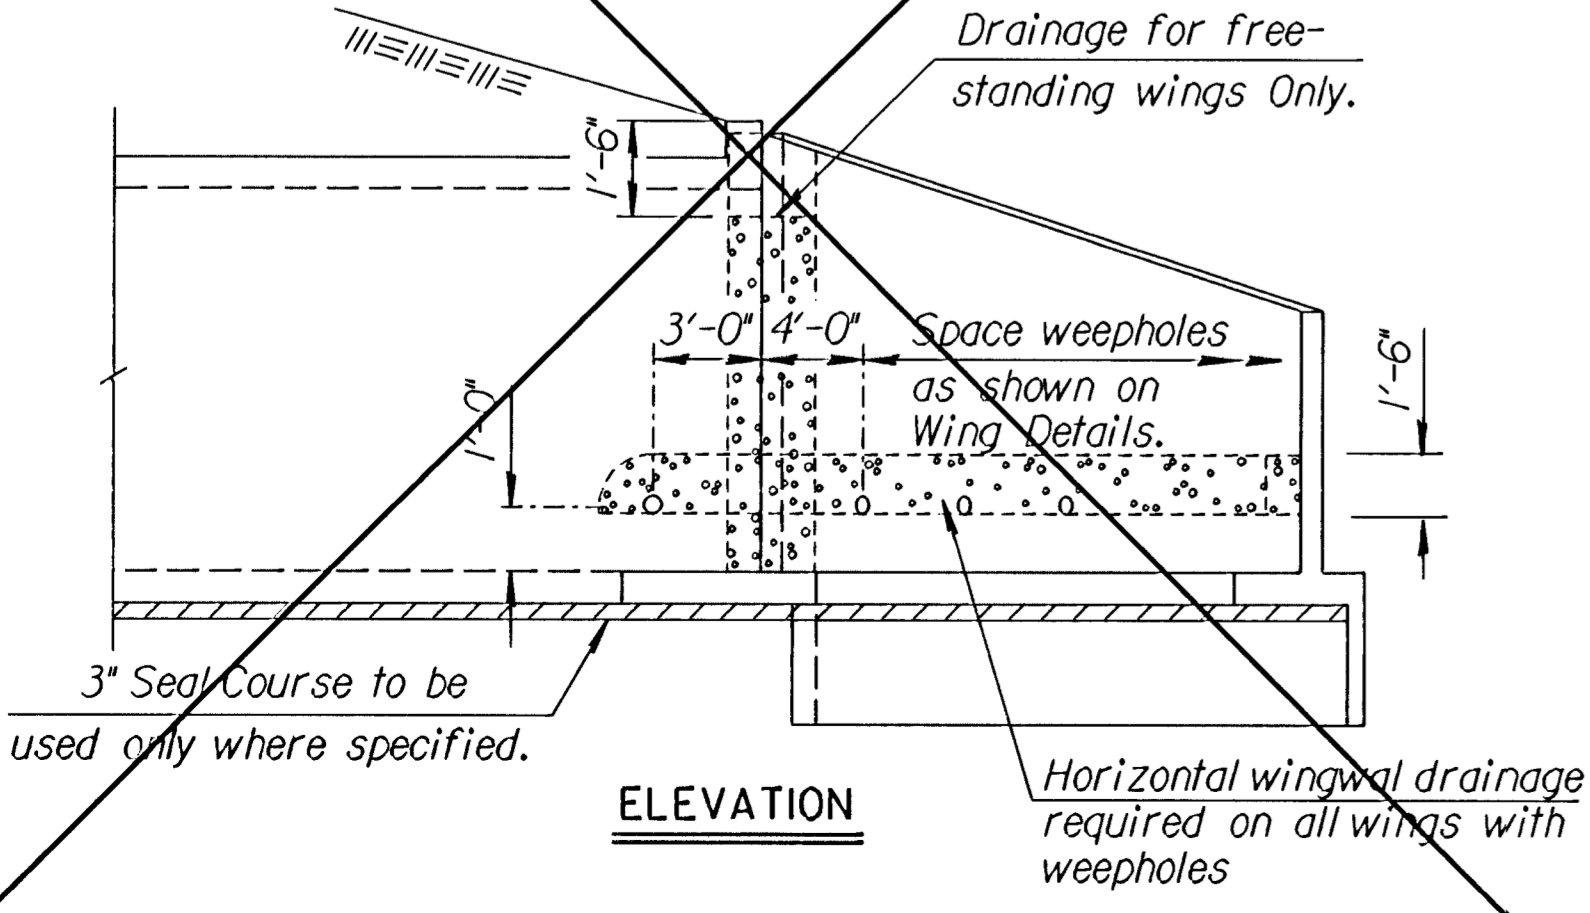 Drainage for free-
standing wings Only.
1'-6"
3'-0" 4'-0" Space weepholes
as shown on
Wing Details.
1'-0"
1'-6"
3" Seal Course to be
used only where specified.
ELEVATION
Horizontal wingwal drainage
required on all wings with
weepholes